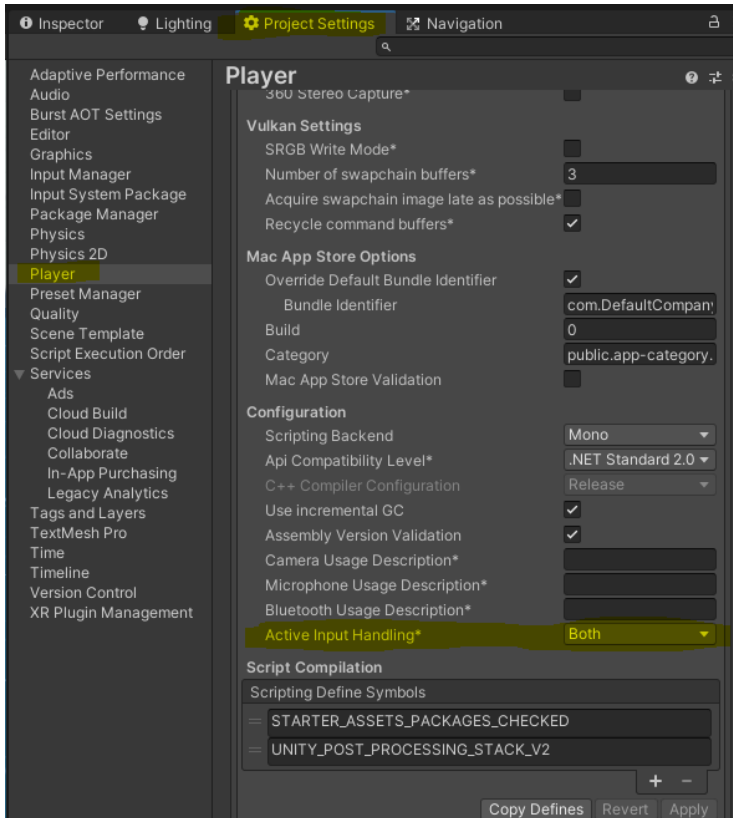 Inspector Lighting Project Settings Navigation
Adaptive Performance
Audio
Burst AOT Settings
Editor
Graphics
Input Manager
Input System Package
Package Manager
Physics
Physics 2D
Player
Preset Manager
Quality
Scene Template
Script Execution Order
Services
Ads
Cloud Build
Cloud Diagnostics
Collaborate
In-App Purchasing
Legacy Analytics
Tags and Layers
TextMesh Pro
Time
Timeline
Version Control
XR Plugin Management
Player
360 Stereo Capture*
Vulkan Settings
SRGB Write Mode*
Number of swapchain buffers* 3
Acquire swapchain image late as possible*
Recycle command buffers*
Mac App Store Options
Override Default Bundle Identifier
Bundle Identifier com.DefaultCompany
Build 0
Category public.app-category.
Mac App Store Validation
Configuration
Scripting Backend Mono
Api Compatibility Level* .NET Standard 2.0
C++ Compiler Configuration Release
Use incremental GC
Assembly Version Validation
Camera Usage Description*
Microphone Usage Description*
Bluetooth Usage Description*
Active Input Handling* Both
Script Compilation
Scripting Define Symbols
STARTER_ASSETS_PACKAGES_CHECKED
UNITY_POST_PROCESSING_STACK_V2
Copy Defines Revert Apply